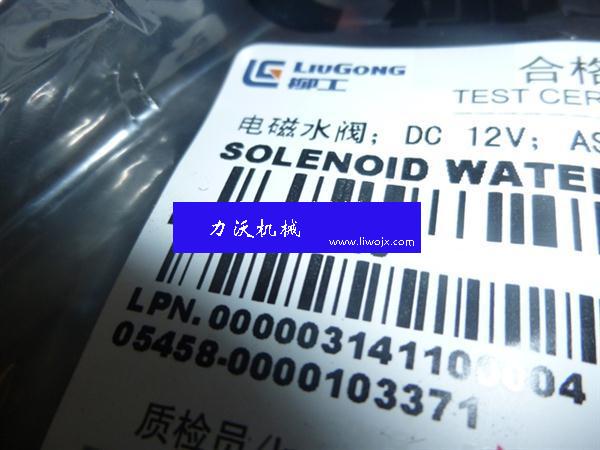 LIUGONG
柳工
合格
TEST CER
电磁水阀; DC 12V; AS
SOLENOID WATE
力沃机械
www.liwojx.com
LPN.0000031411000004
05458-0000103371
质检员/